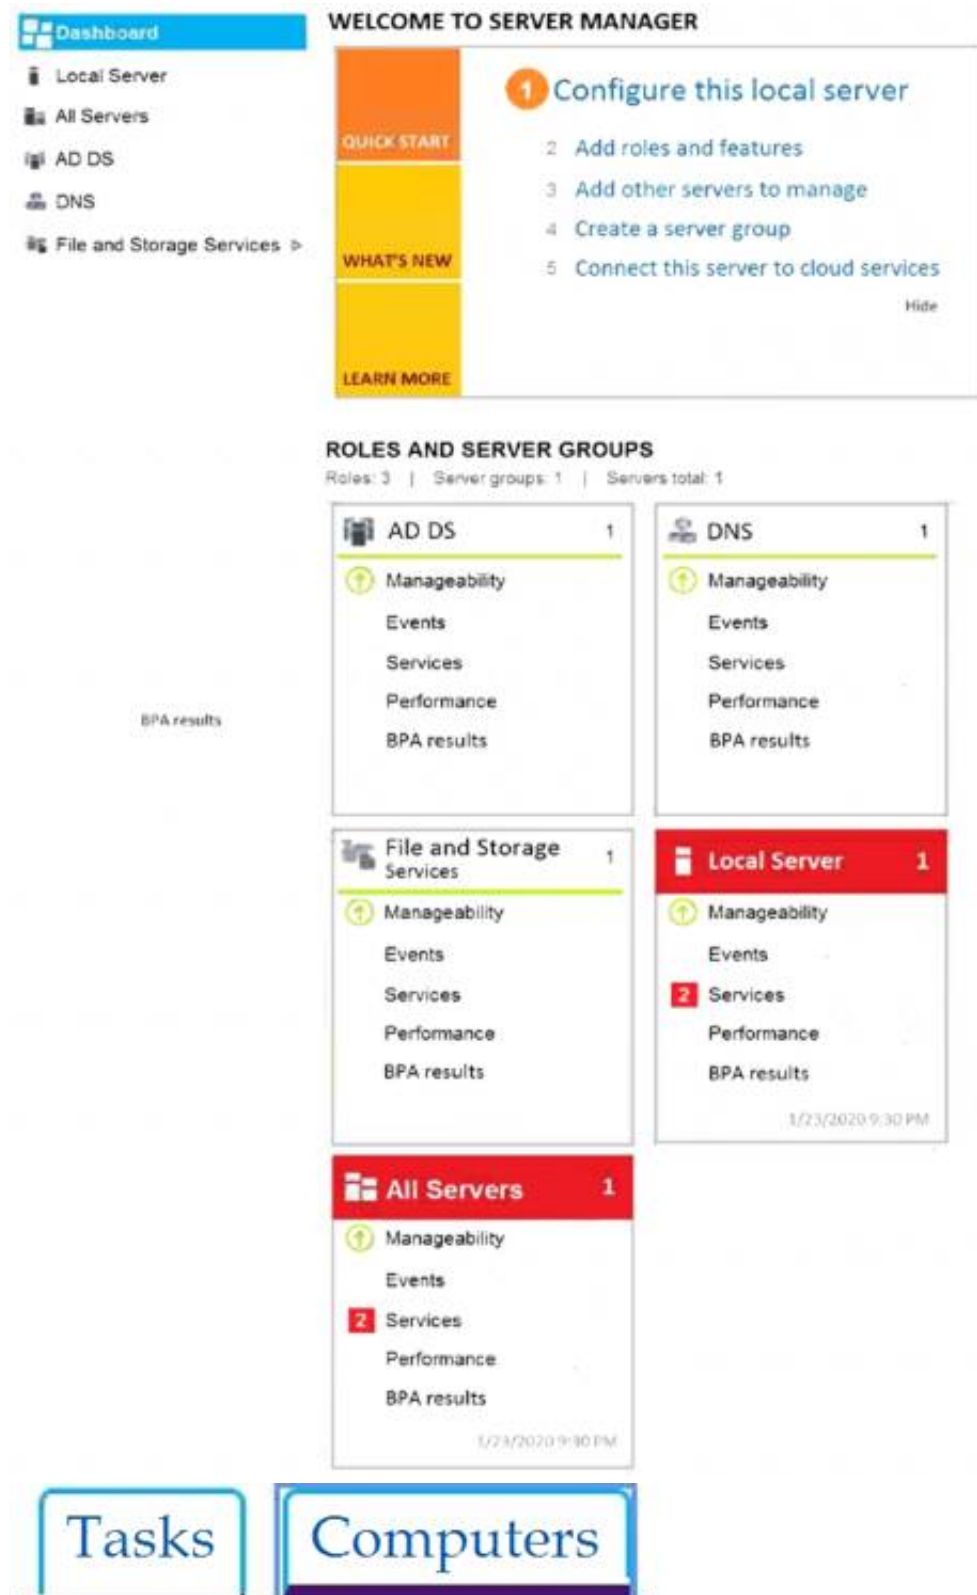 Dashboard
Local Server
All Servers
AD DS
DNS
File and Storage Services
WELCOME TO SERVER MANAGER
QUICK START
WHAT'S NEW
LEARN MORE
1 Configure this local server
2 Add roles and features
3 Add other servers to manage
4 Create a server group
5 Connect this server to cloud services
Hide
ROLES AND SERVER GROUPS
Roles: 3 | Server groups: 1 | Servers total: 1
AD DS 1
Manageability
Events
Services
Performance
BPA results
DNS 1
Manageability
Events
Services
Performance
BPA results
BPA results
File and Storage 1
Services
Manageability
Events
Services
Performance
BPA results
Local Server 1
Manageability
Events
2 Services
Performance
BPA results
1/23/2020 9:30 PM
All Servers 1
Manageability
Events
2 Services
Performance
BPA results
1/23/2020 9:30 PM
Tasks
Computers